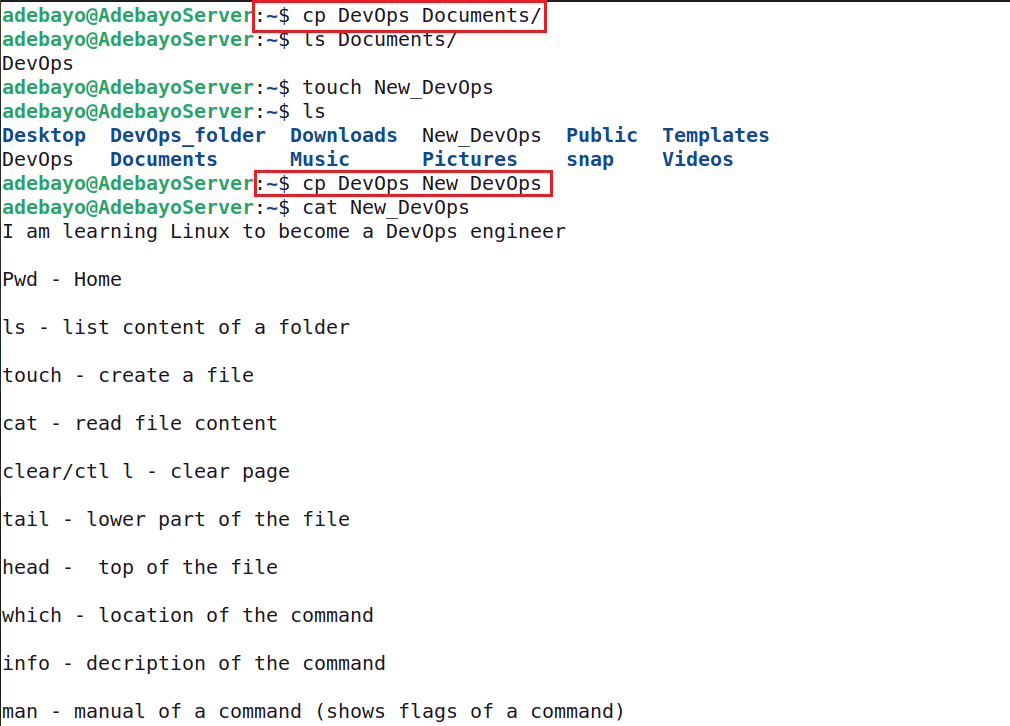 adebayo@AdebayoServer:~$ cp DevOps Documents/
adebayo@AdebayoServer:~$ ls Documents/
DevOps
adebayo@AdebayoServer:~$ touch New_DevOps
adebayo@AdebayoServer:~$ ls
Desktop  DevOps_folder  Downloads  New_DevOps  Public  Templates
DevOps   Documents      Music      Pictures    snap    Videos
adebayo@AdebayoServer:~$ cp DevOps New DevOps
adebayo@AdebayoServer:~$ cat New_DevOps
I am learning Linux to become a DevOps engineer
Pwd - Home
ls - list content of a folder
touch - create a file
cat - read file content
clear/ctl l - clear page
tail - lower part of the file
head -  top of the file
which - location of the command
info - decription of the command
man - manual of a command (shows flags of a command)